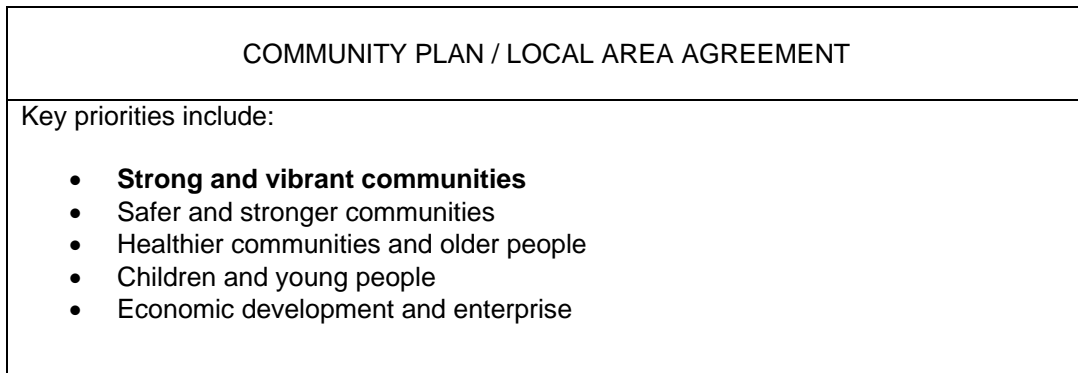 COMMUNITY PLAN / LOCAL AREA AGREEMENT
Key priorities include:
• Strong and vibrant communities
• Safer and stronger communities
• Healthier communities and older people
• Children and young people
• Economic development and enterprise